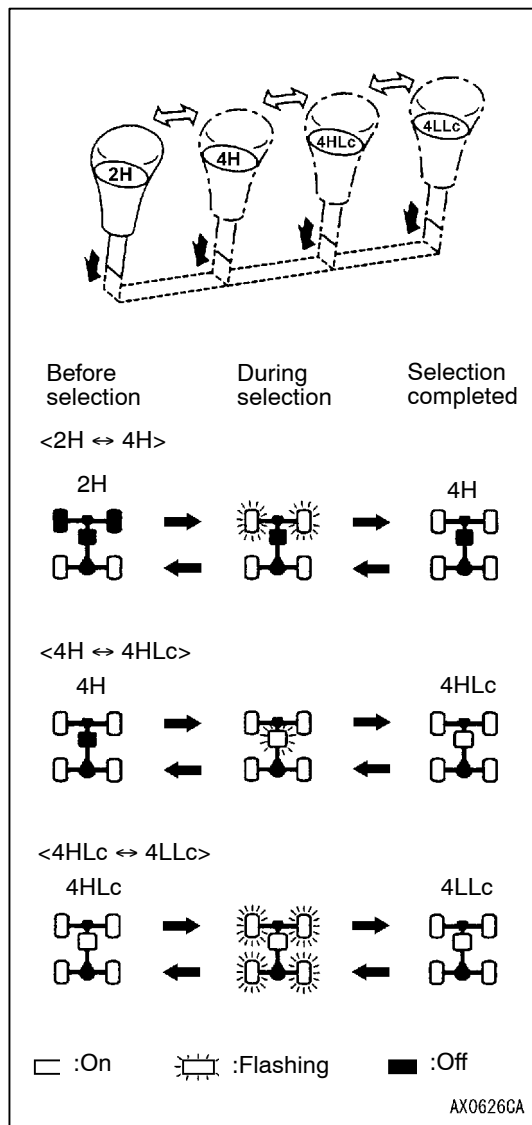 2H
4H
4HLc
4LLc
Before selection
During selection
Selection completed
<2H ↔ 4H>
2H
4H
<4H ↔ 4HLc>
4H
4HLc
<4HLc ↔ 4LLc>
4HLc
4LLc
:On
:Flashing
:Off
AX0626CA